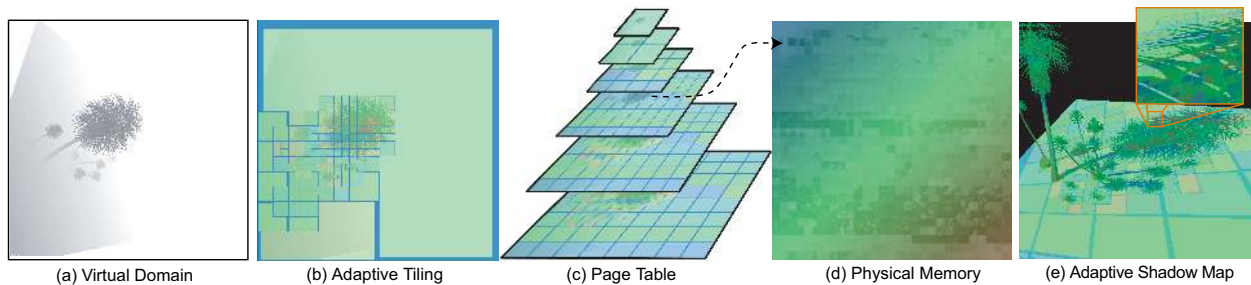 (a) Virtual Domain
(b) Adaptive Tiling
(c) Page Table
(d) Physical Memory
(e) Adaptive Shadow Map